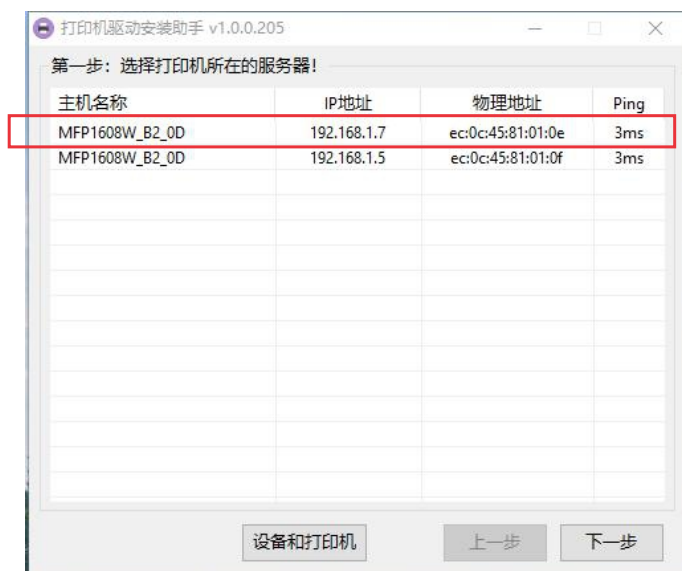 打印机驱动安装助手 v1.0.0.205
第一步：选择打印机所在的服务器!
主机名称 IP地址 物理地址 Ping
MFP1608W_B2_0D 192.168.1.7 ec:0c:45:81:01:0e 3ms
MFP1608W_B2_0D 192.168.1.5 ec:0c:45:81:01:0f 3ms
设备和打印机 上一步 下一步